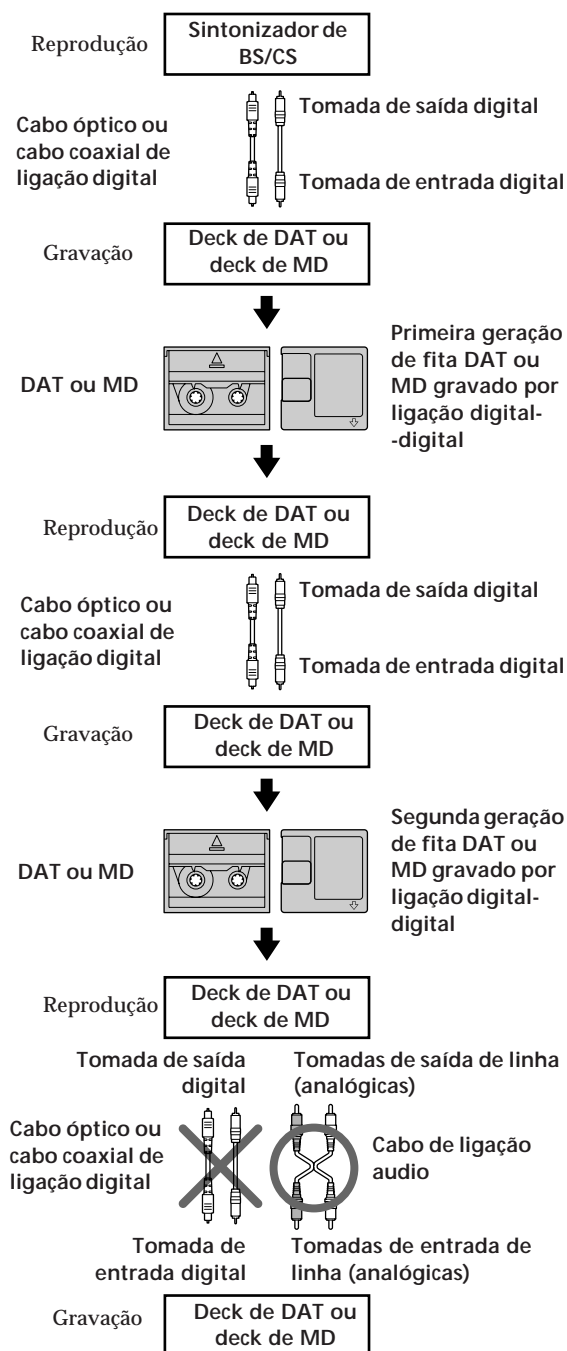 Reprodução
Sintonizador de
BS/CS
Cabo óptico ou
cabo coaxial de
ligação digital
Tomada de saída digital
Tomada de entrada digital
Gravação
Deck de DAT ou
deck de MD
DAT ou MD
Primeira geração
de fita DAT ou
MD gravado por
ligação digital-
-digital
Reprodução
Deck de DAT ou
deck de MD
Cabo óptico ou
cabo coaxial de
ligação digital
Tomada de saída digital
Tomada de entrada digital
Gravação
Deck de DAT ou
deck de MD
DAT ou MD
Segunda geração
de fita DAT ou
MD gravado por
ligação digital-
digital
Reprodução
Deck de DAT ou
deck de MD
Tomada de saída
digital
Tomadas de saída de linha
(analógicas)
Cabo óptico ou
cabo coaxial de
ligação digital
Cabo de ligação
audio
Tomada de
entrada digital
Tomadas de entrada de
linha (analógicas)
Gravação
Deck de DAT ou
deck de MD